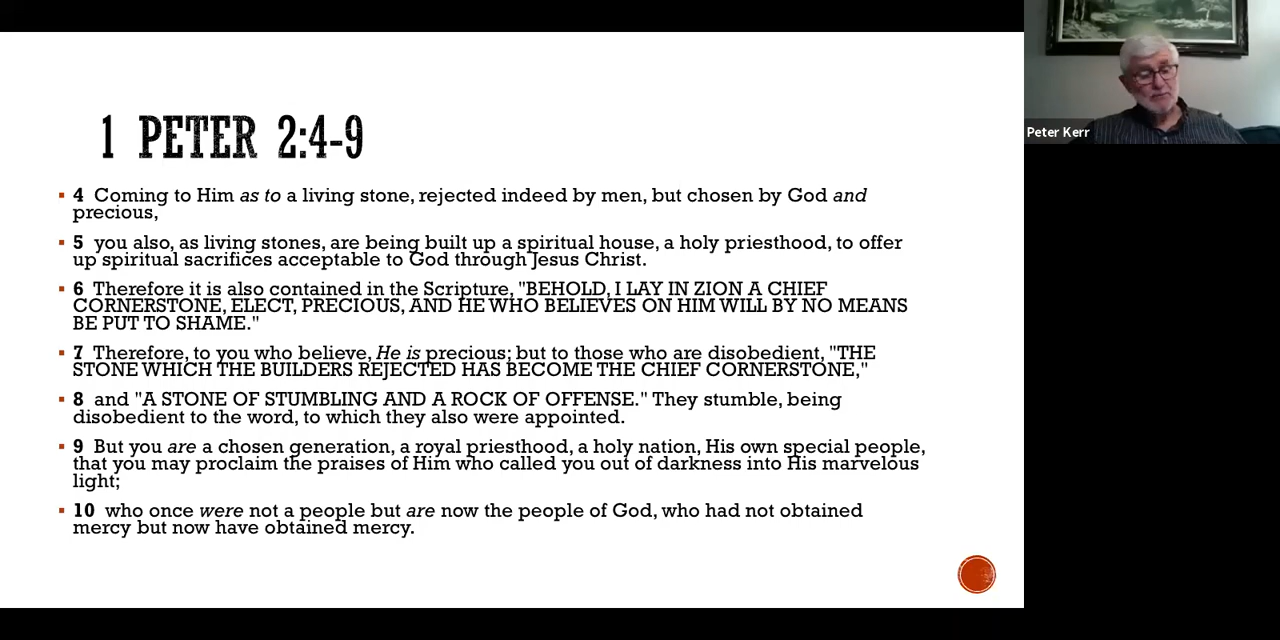 1 PETER 2:4-9
4 Coming to Him as to a living stone, rejected indeed by men, but chosen by God and
precious,
5 you also, as living stones, are being built up a spiritual house, a holy priesthood, to offer
up spiritual sacrifices acceptable to God through Jesus Christ.
6 Therefore it is also contained in the Scripture, "BEHOLD, I LAY IN ZION A CHIEF
CORNERSTONE, ELECT, PRECIOUS, AND HE WHO BELIEVES ON HIM WILL BY NO MEANS
BE PUT TO SHAME."
7 Therefore, to you who believe, He is precious; but to those who are disobedient, "THE
STONE WHICH THE BUILDERS REJECTED HAS BECOME THE CHIEF CORNERSTONE,"
8 and "A STONE OF STUMBLING AND A ROCK OF OFFENSE." They stumble, being
disobedient to the word, to which they also were appointed.
9 But you are a chosen generation, a royal priesthood, a holy nation, His own special people,
that you may proclaim the praises of Him who called you out of darkness into His marvelous
light;
10 who once were not a people but are now the people of God, who had not obtained
mercy but now have obtained mercy.
Peter Kerr